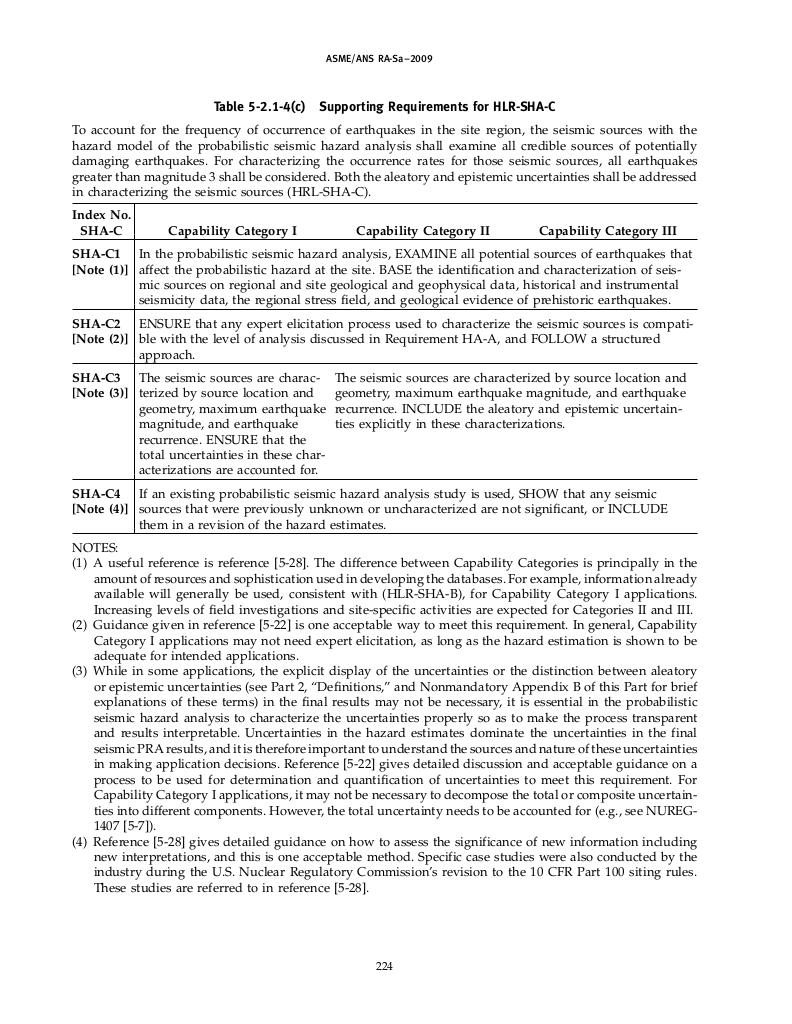 ASME/ANS RA-Sa–2009
Table 5-2.1-4(c) Supporting Requirements for HLR-SHA-C
To account for the frequency of occurrence of earthquakes in the site region, the seismic sources with the
hazard model of the probabilistic seismic hazard analysis shall examine all credible sources of potentially
damaging earthquakes. For characterizing the occurrence rates for those seismic sources, all earthquakes
greater than magnitude 3 shall be considered. Both the aleatory and epistemic uncertainties shall be addressed
in characterizing the seismic sources (HRL-SHA-C).
Index No.
SHA-C Capability Category I Capability Category II Capability Category III
SHA-C1 In the probabilistic seismic hazard analysis, EXAMINE all potential sources of earthquakes that
[Note (1)] affect the probabilistic hazard at the site. BASE the identification and characterization of seis-
mic sources on regional and site geological and geophysical data, historical and instrumental
seismicity data, the regional stress field, and geological evidence of prehistoric earthquakes.
SHA-C2 ENSURE that any expert elicitation process used to characterize the seismic sources is compati-
[Note (2)] ble with the level of analysis discussed in Requirement HA-A, and FOLLOW a structured
approach.
SHA-C3 The seismic sources are charac- The seismic sources are characterized by source location and
[Note (3)] terized by source location and geometry, maximum earthquake magnitude, and earthquake
geometry, maximum earthquake recurrence. INCLUDE the aleatory and epistemic uncertain-
magnitude, and earthquake ties explicitly in these characterizations.
recurrence. ENSURE that the
total uncertainties in these char-
acterizations are accounted for.
SHA-C4 If an existing probabilistic seismic hazard analysis study is used, SHOW that any seismic
[Note (4)] sources that were previously unknown or uncharacterized are not significant, or INCLUDE
them in a revision of the hazard estimates.
NOTES:
(1) A useful reference is reference [5-28]. The difference between Capability Categories is principally in the
amount of resources and sophistication used in developing the databases. For example, information already
available will generally be used, consistent with (HLR-SHA-B), for Capability Category I applications.
Increasing levels of field investigations and site-specific activities are expected for Categories II and III.
(2) Guidance given in reference [5-22] is one acceptable way to meet this requirement. In general, Capability
Category I applications may not need expert elicitation, as long as the hazard estimation is shown to be
adequate for intended applications.
(3) While in some applications, the explicit display of the uncertainties or the distinction between aleatory
or epistemic uncertainties (see Part 2, “Definitions,” and Nonmandatory Appendix B of this Part for brief
explanations of these terms) in the final results may not be necessary, it is essential in the probabilistic
seismic hazard analysis to characterize the uncertainties properly so as to make the process transparent
and results interpretable. Uncertainties in the hazard estimates dominate the uncertainties in the final
seismic PRA results, and it is therefore important to understand the sources and nature of these uncertainties
in making application decisions. Reference [5-22] gives detailed discussion and acceptable guidance on a
process to be used for determination and quantification of uncertainties to meet this requirement. For
Capability Category I applications, it may not be necessary to decompose the total or composite uncertain-
ties into different components. However, the total uncertainty needs to be accounted for (e.g., see NUREG-
1407 [5-7]).
(4) Reference [5-28] gives detailed guidance on how to assess the significance of new information including
new interpretations, and this is one acceptable method. Specific case studies were also conducted by the
industry during the U.S. Nuclear Regulatory Commission’s revision to the 10 CFR Part 100 siting rules.
These studies are referred to in reference [5-28].
224